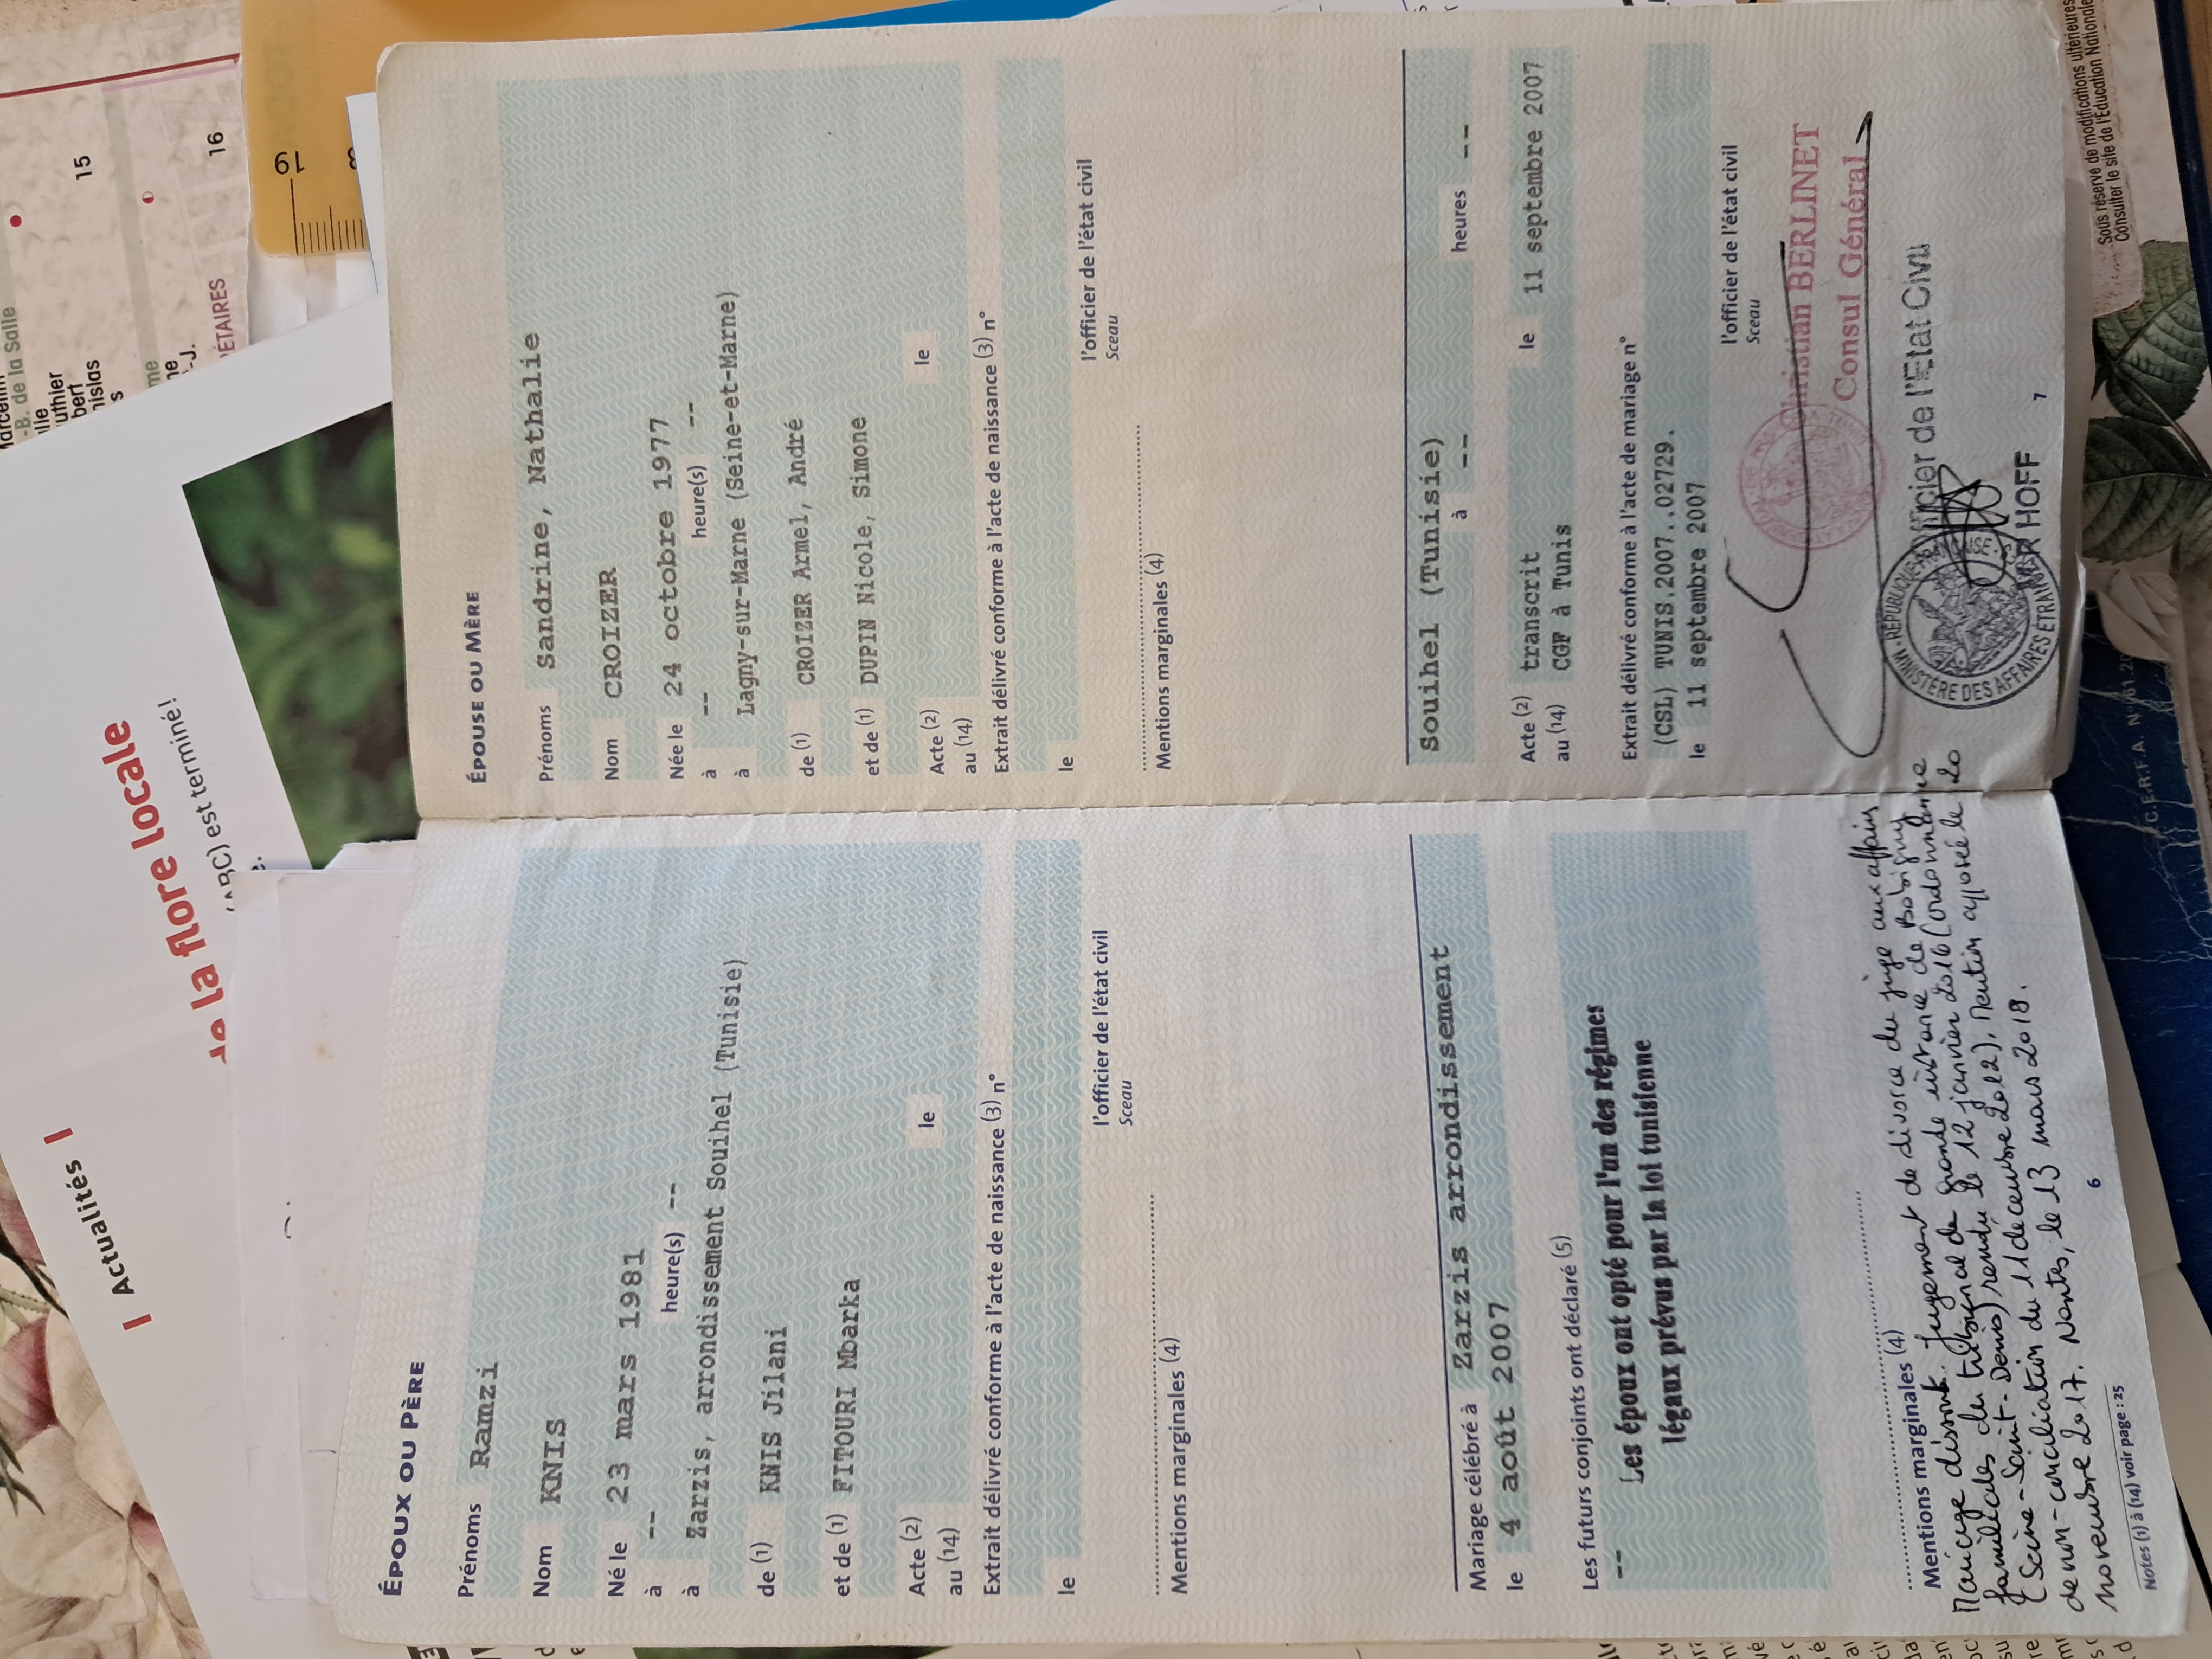 ÉPOUX OU PÈRE
Prénoms Ramzi
Nom KNIS
Né le 23 mars 1981
à -- heure(s) --
à Zarzis, arrondissement Souihel (Tunisie)
de (1) KNIS Jilani
et de (1) FITOURI Mbarka
Acte (2) le
au (14)
Extrait délivré conforme à l'acte de naissance (3) n°
le
l'officier de l'état civil
Sceau
Mentions marginales (4)
Mariage célébré à Zarzis arrondissement
le 4 août 2007
Les futurs conjoints ont déclaré (5)
-- Les époux ont opté pour l'un des régimes
légaux prévus par la loi tunisienne
Mentions marginales (4)
Mariage dissout. Jugement de divorce du juge aux affaires
familiales du tribunal de grande instance de Bobigny
(Seine-Saint-Denis) rendu le 12 janvier 2016 (ordonnance
de non-conciliation du 11 décembre 2012), Mention apposée le 20
novembre 2017. Nantes, le 13 mars 2018.
Notes (1) à (14) voir page : 25
6
ÉPOUSE OU MÈRE
Prénoms Sandrine, Nathalie
Nom CROIZER
Née le 24 octobre 1977
à -- heure(s) --
à Lagny-sur-Marne (Seine-et-Marne)
de (1) CROIZER Armel, André
et de (1) DUPIN Nicole, Simone
Acte (2) le
au (14)
Extrait délivré conforme à l'acte de naissance (3) n°
le
l'officier de l'état civil
Sceau
Mentions marginales (4)
Souihel (Tunisie)
à -- heures --
Acte (2) transcrit le 11 septembre 2007
au (14) CGF à Tunis
Extrait délivré conforme à l'acte de mariage n°
(CSL) TUNIS.2007..02729.
le 11 septembre 2007
l'officier de l'état civil
Sceau
Christian BERLINET
Consul Général
Officier de l'Etat Civil
RÉPUBLIQUE FRANÇAISE
MINISTÈRE DES AFFAIRES ÉTRANGÈRES
HOFF
7
Actualités
de la flore locale
(ABC) est terminé !
-B. de la Salle
15
16
19
Sous réserve de modifications ultérieures
Consulter le site de l'Éducation Nationale